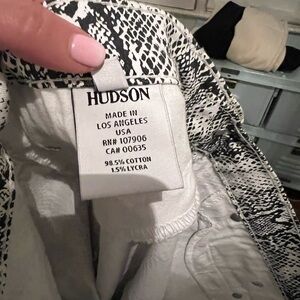 HUDSON
MADE IN
LOS ANGELES
USA
RN# 107906
CA# 00635
98.5% COTTON
1.5% LYCRA